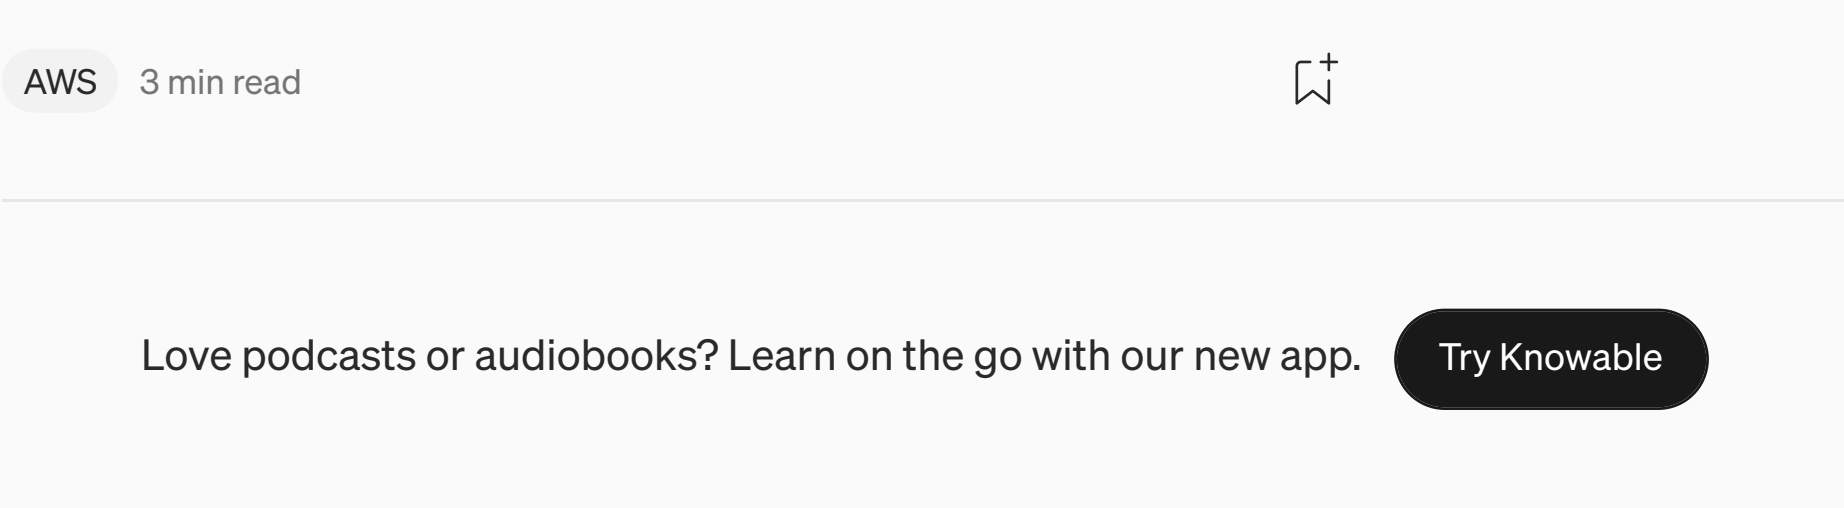 AWS 3 min read
Love podcasts or audiobooks? Learn on the go with our new app. Try Knowable